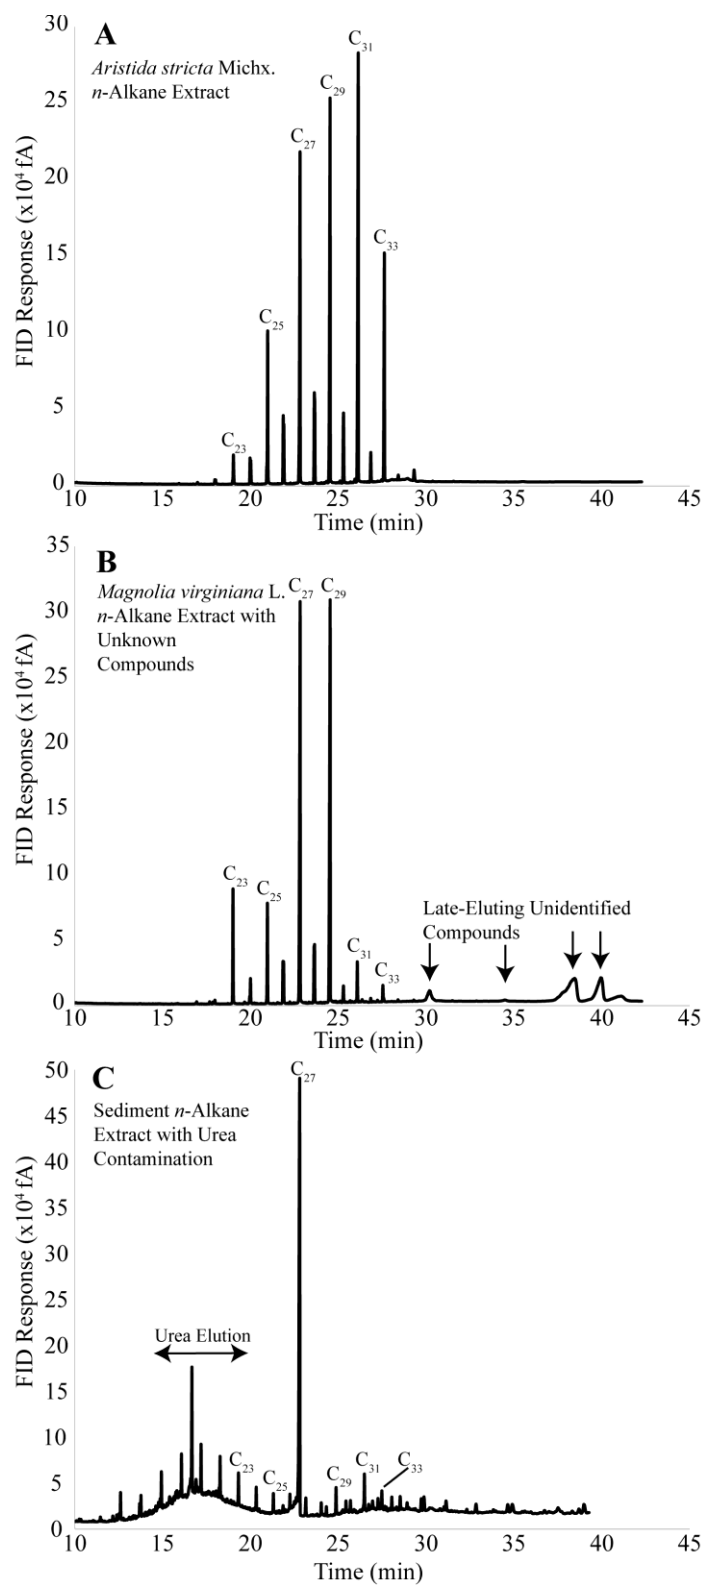 A
Aristida stricta Michx.
n-Alkane Extract
FID Response (x10⁴ fA)
30
25
20
15
10
5
0
C₂₃
C₂₅
C₂₇
C₂₉
C₃₁
C₃₃
10 20 25 30 35 40 45
Time (min)
B
Magnolia virginiana L.
n-Alkane Extract with
Unknown
Compounds
FID Response (x10⁴ fA)
35
30
25
20
15
10
5
0
C₂₃
C₂₅
C₂₇
C₂₉
C₃₁
C₃₃
Late-Eluting Unidentified
Compounds
10 15 20 25 30 35 40 45
Time (min)
C
Sediment n-Alkane
Extract with Urea
Contamination
FID Response (x10⁴ fA)
50
45
40
35
30
25
20
15
10
5
0
Urea Elution
C₂₃
C₂₅
C₂₇
C₂₉
C₃₁
C₃₃
10 15 20 25 30 35 40 45
Time (min)